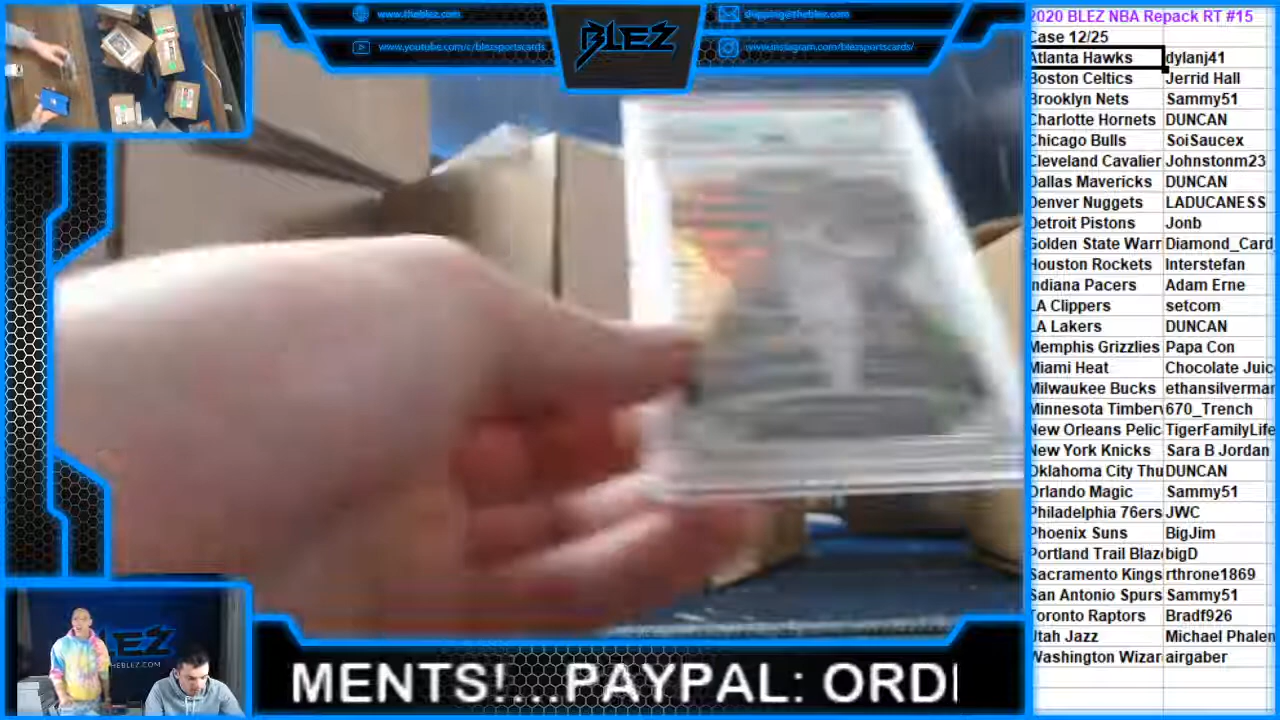 www.theblez.com
shipping@theblez.com
BLEZ
www.youtube.com/c/blezsportscards
www.instagram.com/blezsportscards/
2020 BLEZ NBA Repack RT #15
Case 12/25
Atlanta Hawks dylanj41
Boston Celtics Jerrid Hall
Brooklyn Nets Sammy51
Charlotte Hornets DUNCAN
Chicago Bulls SoiSaucex
Cleveland Cavalier Johnstonm23
Dallas Mavericks DUNCAN
Denver Nuggets LADUCANESS
Detroit Pistons Jonb
Golden State Warr Diamond_Card
Houston Rockets Interstefan
Indiana Pacers Adam Erne
LA Clippers setcom
LA Lakers DUNCAN
Memphis Grizzlies Papa Con
Miami Heat Chocolate Juic
Milwaukee Bucks ethansilverman
Minnesota Timberv 670_Trench
New Orleans Pelic TigerFamilyLife
New York Knicks Sara B Jordan
Oklahoma City Thu DUNCAN
Orlando Magic Sammy51
Philadelphia 76ers JWC
Phoenix Suns BigJim
Portland Trail Blaz bigD
Sacramento Kings rthrone1869
San Antonio Spurs Sammy51
Toronto Raptors Bradf926
Utah Jazz Michael Phalen
Washington Wizar airgaber
BLEZ
THEBLEZ.COM
MENTS!...PAYPAL: ORD